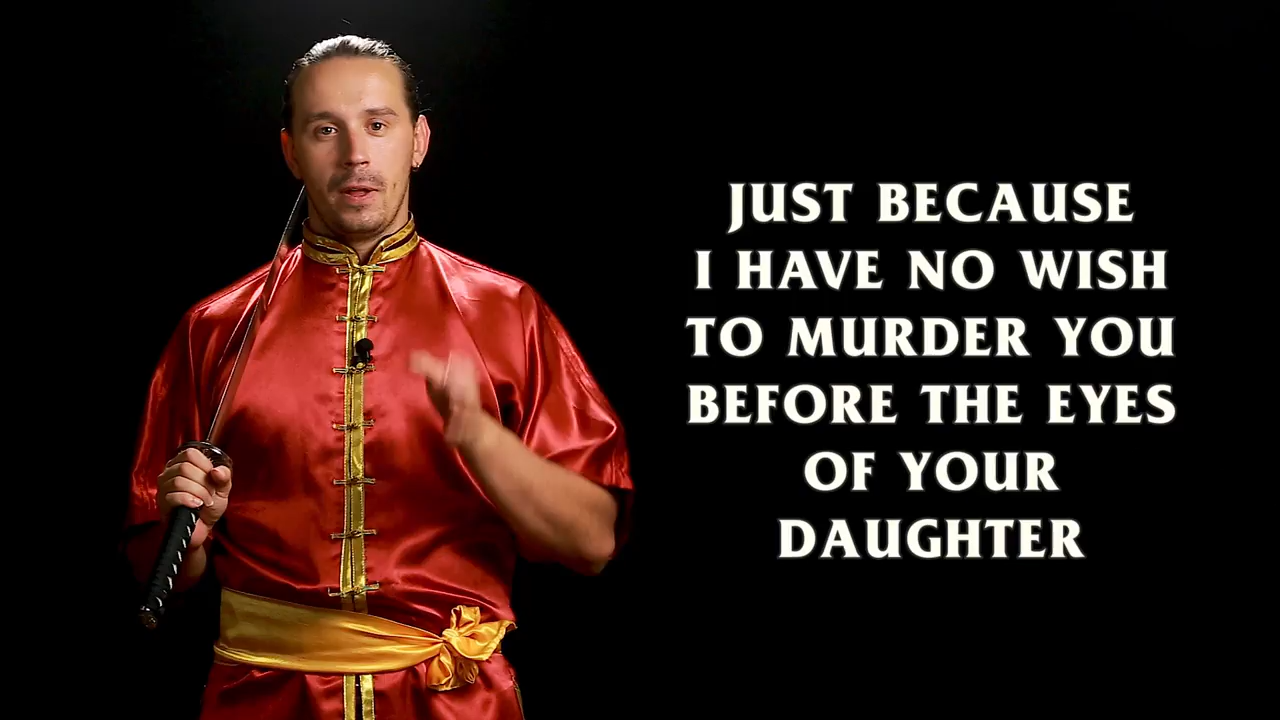 JUST BECAUSE
I HAVE NO WISH
TO MURDER YOU
BEFORE THE EYES
OF YOUR
DAUGHTER